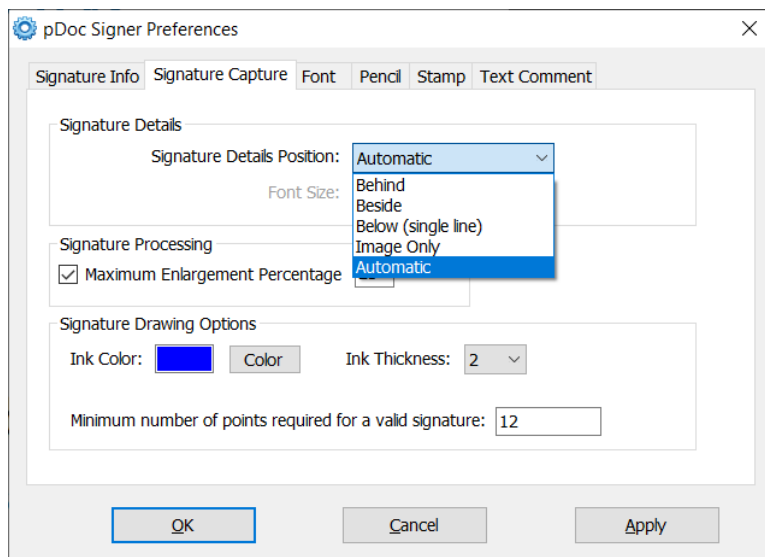 pDoc Signer Preferences
Signature Info Signature Capture Font Pencil Stamp Text Comment
Signature Details
Signature Details Position: Automatic
Font Size:
Behind
Beside
Below (single line)
Image Only
Automatic
Signature Processing
Maximum Enlargement Percentage
Signature Drawing Options
Ink Color: Color Ink Thickness: 2
Minimum number of points required for a valid signature: 12
OK Cancel Apply